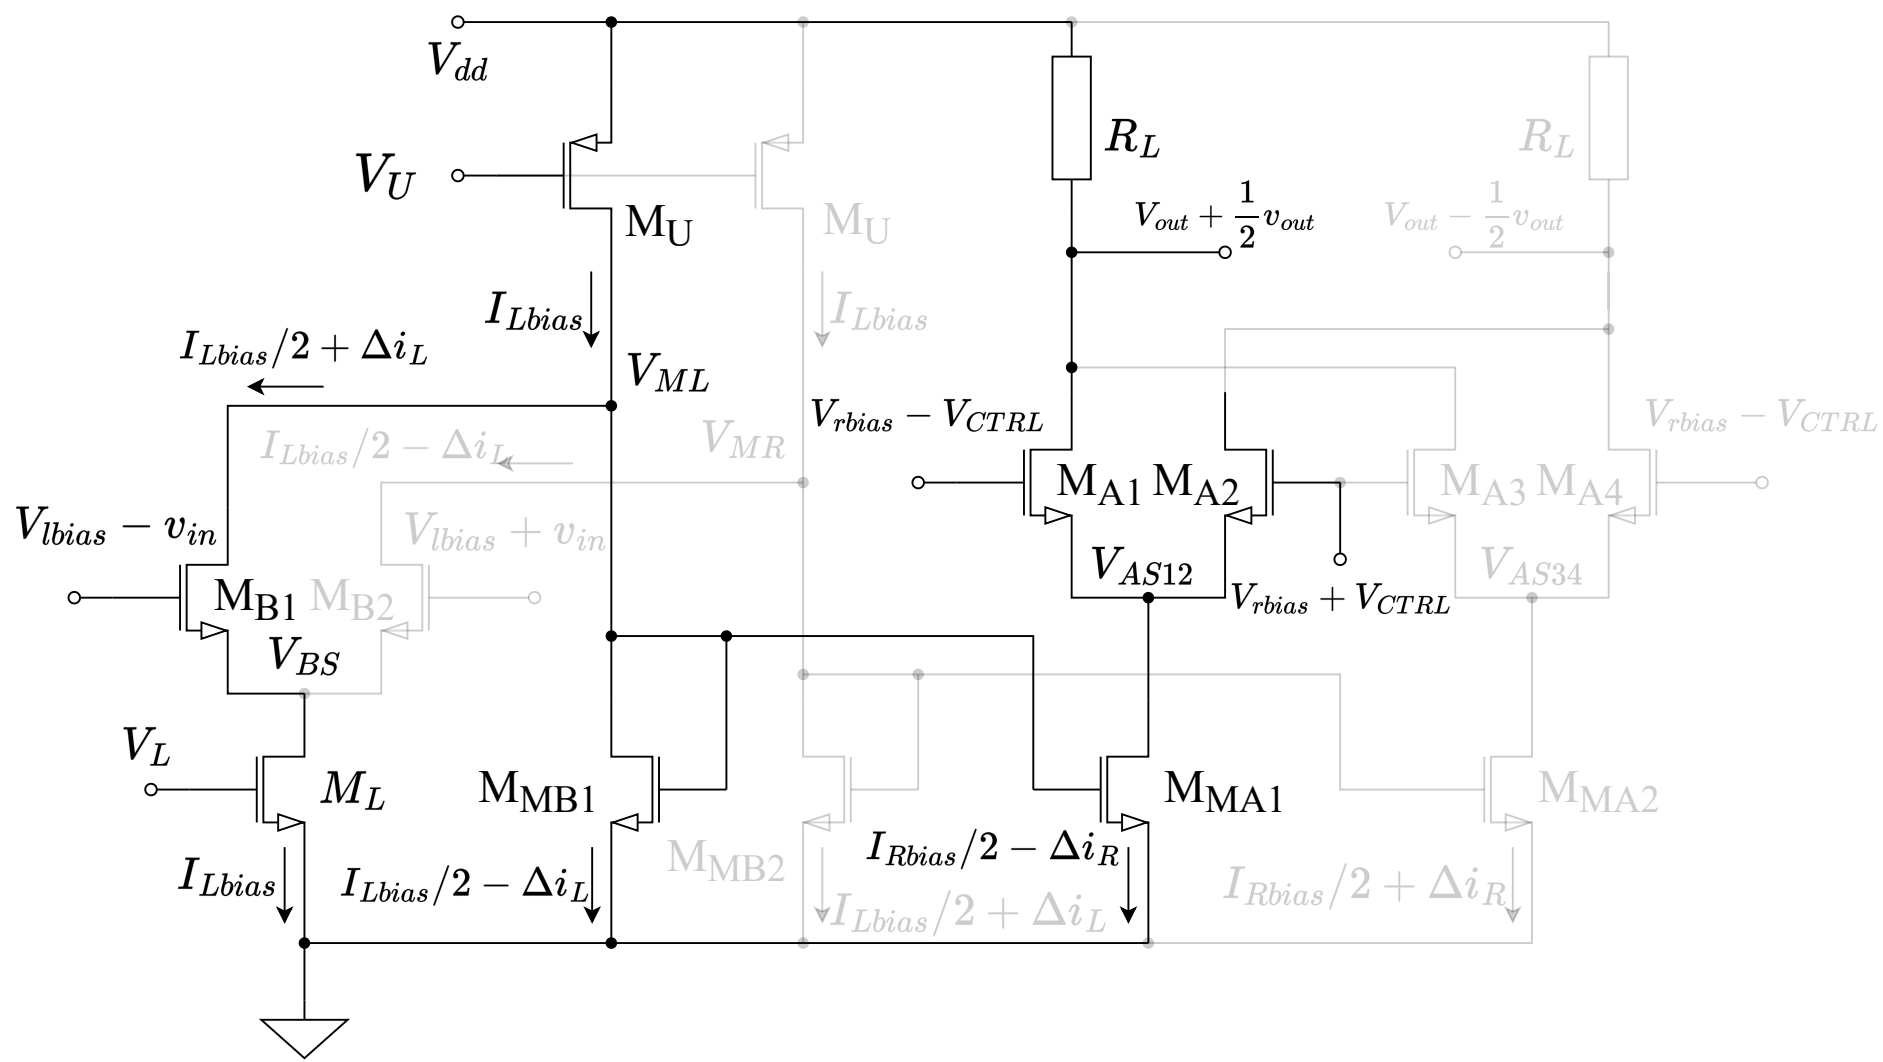 V_dd
V_U
M_U
M_U
R_L
R_L
V_out + 1/2 v_out
V_out − 1/2 v_out
I_Lbias
I_Lbias
I_Lbias/2 + Δi_L
V_ML
V_rbias − V_CTRL
V_rbias − V_CTRL
I_Lbias/2 − Δi_L
V_MR
M_A1
M_A2
M_A3
M_A4
V_lbias − v_in
V_lbias + v_in
V_AS12
V_AS34
M_B1
M_B2
V_rbias + V_CTRL
V_BS
V_L
M_L
M_MB1
M_MA1
M_MA2
M_MB2
I_Rbias/2 − Δi_R
I_Lbias
I_Lbias/2 − Δi_L
I_Rbias/2 + Δi_R
I_Lbias/2 + Δi_L